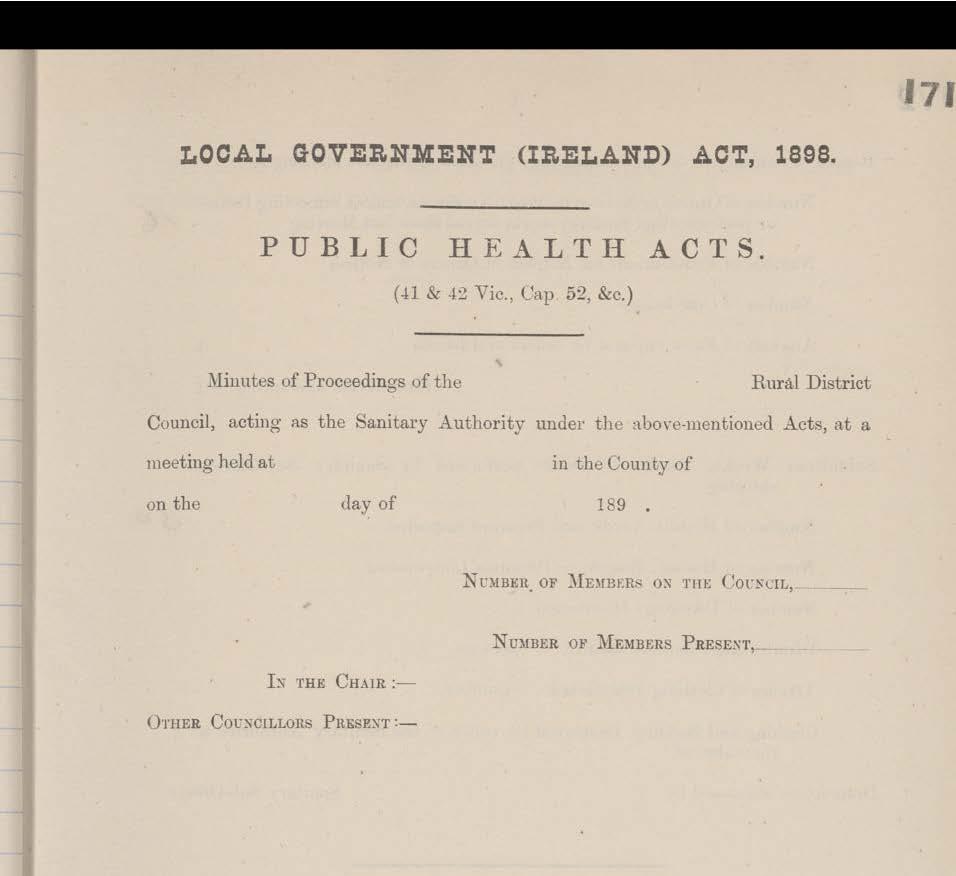 171
LOCAL GOVERNMENT (IRELAND) ACT, 1898.
PUBLIC HEALTH ACTS.
(41 & 42 Vic., Cap. 52, &c.)
Minutes of Proceedings of the Rural District
Council, acting as the Sanitary Authority under the above-mentioned Acts, at a
meeting held at in the County of
on the day of 189 .
NUMBER OF MEMBERS ON THE COUNCIL,
NUMBER OF MEMBERS PRESENT,
IN THE CHAIR :—
OTHER COUNCILLORS PRESENT :—